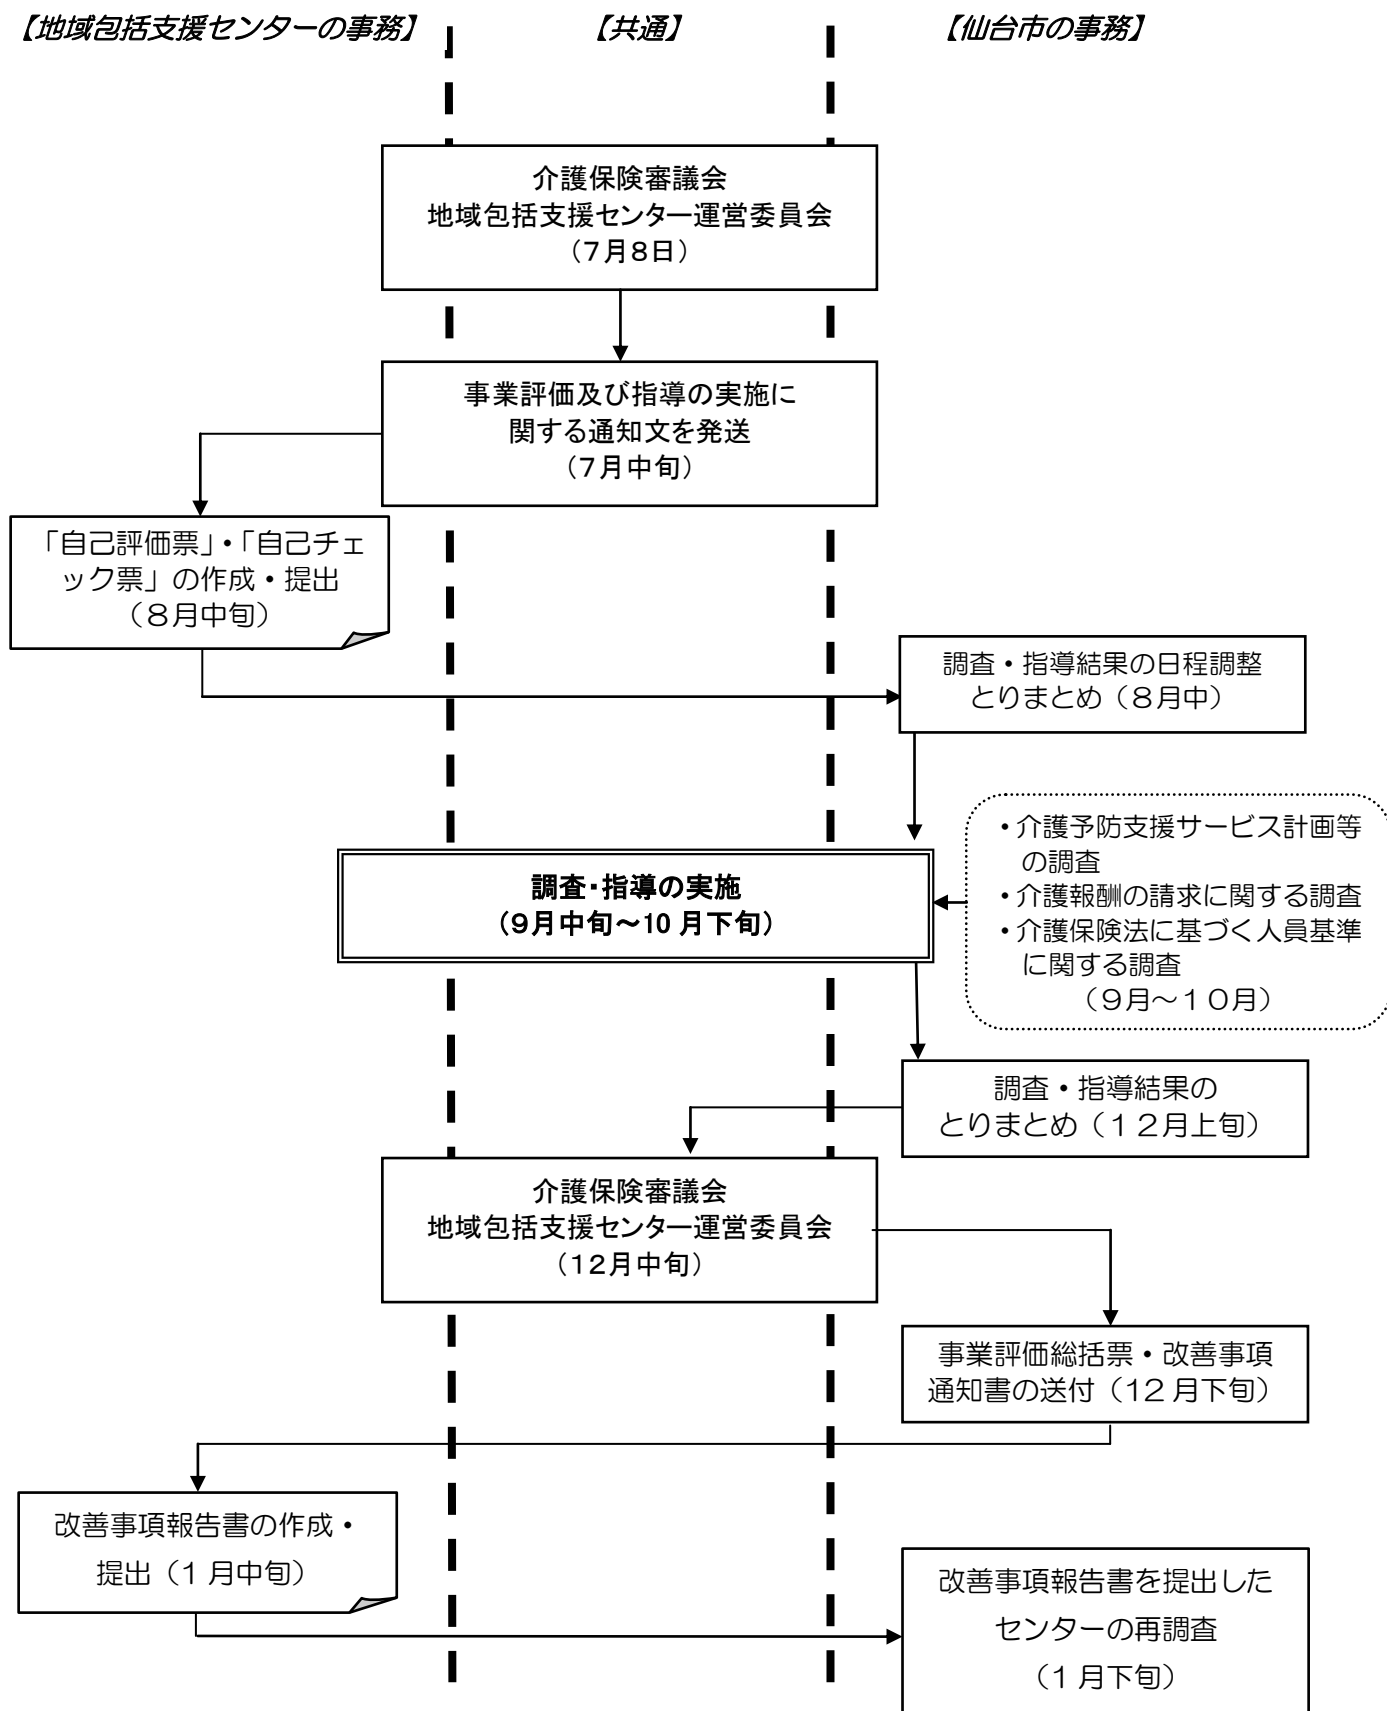 【地域包括支援センターの事務】
【共通】
【仙台市の事務】
介護保険審議会
地域包括支援センター運営委員会
（7月8日）
事業評価及び指導の実施に
関する通知文を発送
（7月中旬）
「自己評価票」・「自己チェ
ック票」の作成・提出
（８月中旬）
調査・指導結果の日程調整
とりまとめ（８月中）
・介護予防支援サービス計画等
の調査
・介護報酬の請求に関する調査
・介護保険法に基づく人員基準
に関する調査
（９月～１０月）
調査・指導の実施
（9月中旬～10 月下旬）
調査・指導結果の
とりまとめ（１２月上旬）
介護保険審議会
地域包括支援センター運営委員会
（12月中旬）
事業評価総括票・改善事項
通知書の送付（12 月下旬）
改善事項報告書の作成・
提出（1 月中旬）
改善事項報告書を提出した
センターの再調査
（1 月下旬）